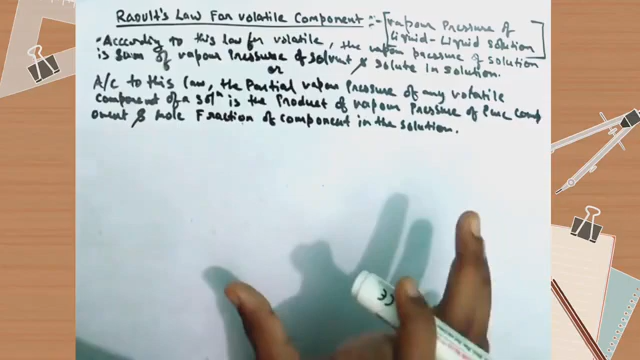 Raoult's Law For volatile Component :- [vapour Pressure of Liquid-Liquid Solution]
According to this law for volatile, the vapour pressure of solution
is sum of vapour Pressure of solvent & solute in solution.
or
A/c to this law, the Partial vapour Pressure of any volatile
Component of a solⁿ is the Product of vapour Pressure of Pure Comp
onent & mole Fraction of component in the solution.